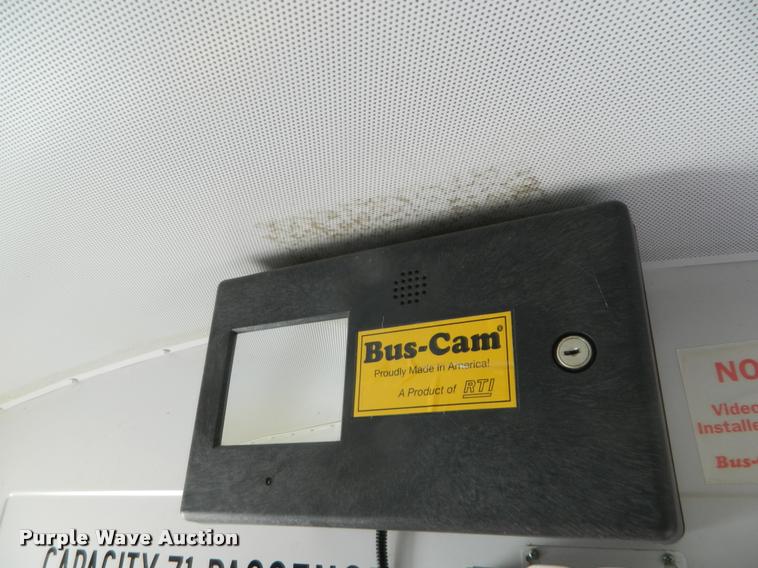 Bus-Cam®
Proudly Made in America!
A Product of RTI
NO
Video
Installe
Bus-
Purple Wave Auction
CAPACITY 71